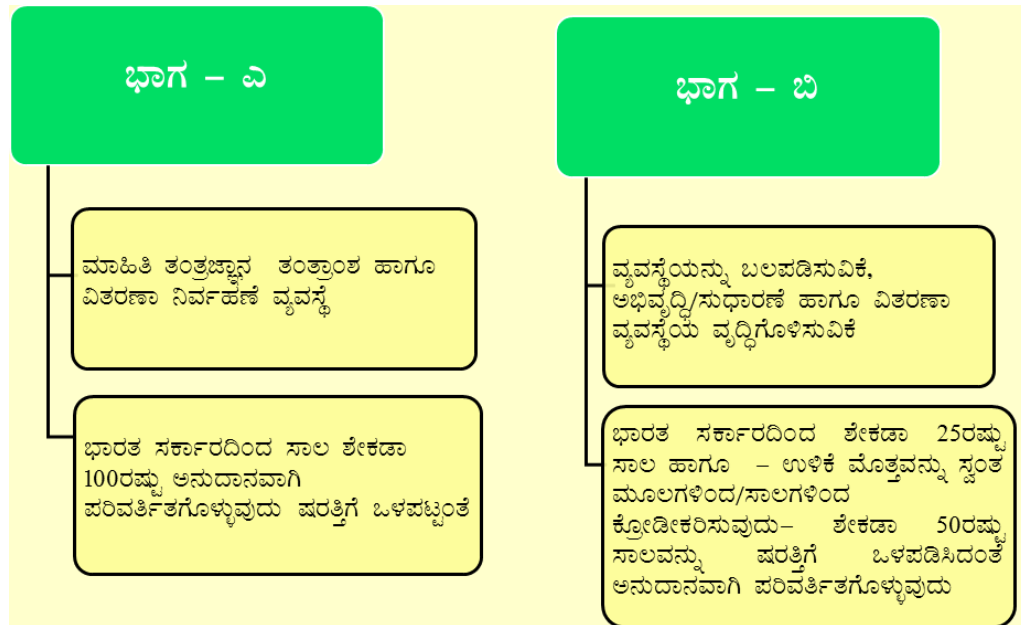 ಭಾಗ – ಎ
ಮಾಹಿತಿ ತಂತ್ರಜ್ಞಾನ ತಂತ್ರಾಂಶ ಹಾಗೂ
ವಿತರಣಾ ನಿರ್ವಹಣೆ ವ್ಯವಸ್ಥೆ
ಭಾರತ ಸರ್ಕಾರದಿಂದ ಸಾಲ ಶೇಕಡಾ
100ರಷ್ಟು ಅನುದಾನವಾಗಿ
ಪರಿವರ್ತಿತಗೊಳ್ಳುವುದು ಷರತ್ತಿಗೆ ಒಳಪಟ್ಟಂತೆ
ಭಾಗ – ಬಿ
ವ್ಯವಸ್ಥೆಯನ್ನು ಬಲಪಡಿಸುವಿಕೆ,
ಅಭಿವೃದ್ಧಿ/ಸುಧಾರಣೆ ಹಾಗೂ ವಿತರಣಾ
ವ್ಯವಸ್ಥೆಯ ವೃದ್ಧಿಗೊಳಿಸುವಿಕೆ
ಭಾರತ ಸರ್ಕಾರದಿಂದ ಶೇಕಡಾ 25ರಷ್ಟು
ಸಾಲ ಹಾಗೂ – ಉಳಿಕೆ ಮೊತ್ತವನ್ನು ಸ್ವಂತ
ಮೂಲಗಳಿಂದ/ಸಾಲಗಳಿಂದ
ಕ್ರೋಡೀಕರಿಸುವುದು– ಶೇಕಡಾ 50ರಷ್ಟು
ಸಾಲವನ್ನು ಷರತ್ತಿಗೆ ಒಳಪಡಿಸಿದಂತೆ
ಅನುದಾನವಾಗಿ ಪರಿವರ್ತಿತಗೊಳ್ಳುವುದು